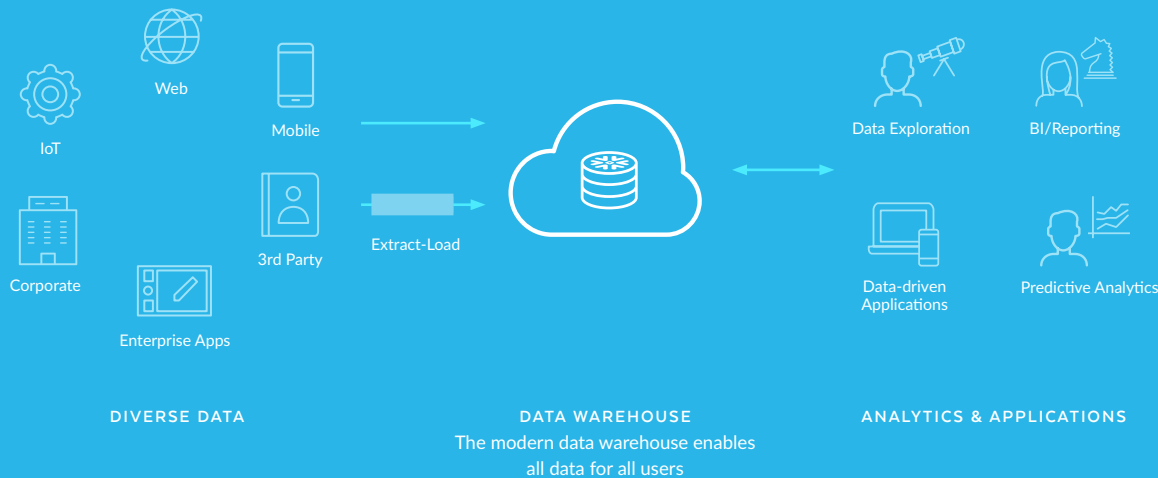 Web
Mobile
IoT
3rd Party
Corporate
Enterprise Apps
Extract-Load
Data Exploration
BI/Reporting
Data-driven
Applications
Predictive Analytics
DIVERSE DATA
DATA WAREHOUSE
The modern data warehouse enables
all data for all users
ANALYTICS & APPLICATIONS